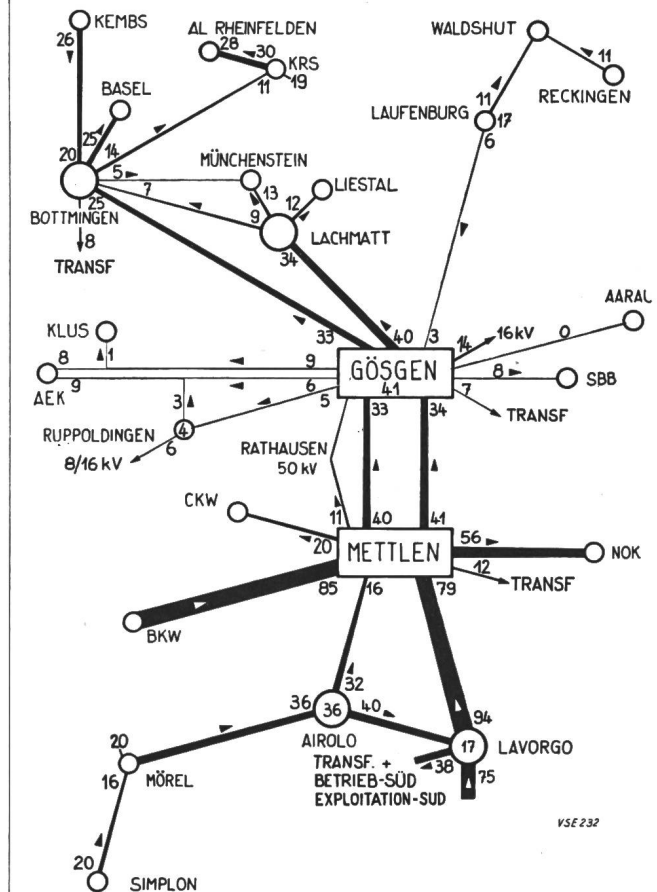 KEMBS
26
AL RHEINFELDEN
28
30
KRS
11
19
WALDSHUT
11
RECKINGEN
11
LAUFENBURG
17
6
BASEL
25
20
14
5
7
25
BOTTMINGEN
8
TRANSF
MÜNCHENSTEIN
13
12
LIESTAL
9
LACHMATT
34
33
40
3
14
16kV
0
AARAU
KLUS
8
1
9
GÖSGEN
8
SBB
AEK
9
6
41
7
TRANSF
3
5
33
34
RUPPOLDINGEN
4
6
8/16 kV
RATHAUSEN
50 kV
CKW
20
11
40
41
METTLEN
56
NOK
12
TRANSF
85
16
79
BKW
32
36
36
40
94
AIROLO
17
LAVORGO
20
16
MÖREL
TRANSF. +
BETRIEB-SÜD
EXPLOITATION-SUD
38
75
20
SIMPLON
VSE 232